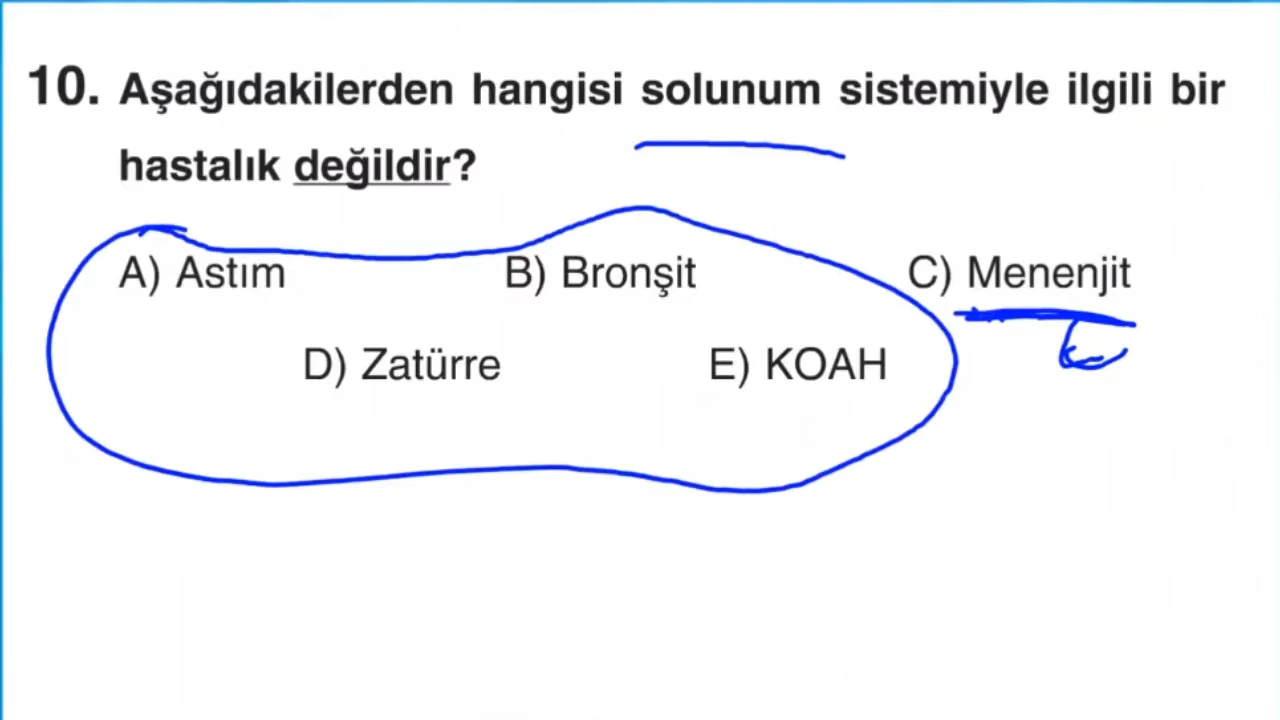 10. Aşağıdakilerden hangisi solunum sistemiyle ilgili bir
hastalık değildir?
A) Astım B) Bronşit C) Menenjit
D) Zatürre E) KOAH